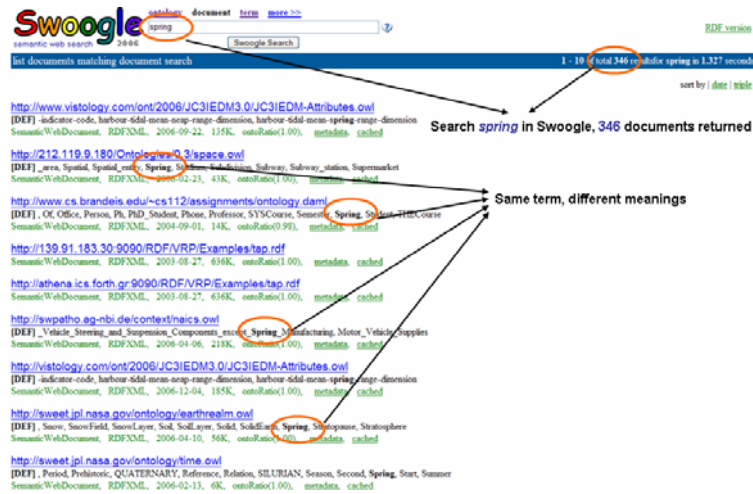 Swoogle
semantic web search 2006
ontology document term more >>
spring
Swoogle Search
RDF version
list documents matching document search 1 - 10 of total 346 results for spring in 1.327 seconds
sort by | date | triple
http://www.vistology.com/ont/2006/JC3IEDM3.0/JC3IEDM-Attributes.owl
[DEF] -indicator-code, harbour-tidal-mean-neap-range-dimension, harbour-tidal-mean-spring-range-dimension
SemanticWebDocument, RDFXML, 2006-09-22, 135K, ontoRatio(1.00), metadata, cached
Search spring in Swoogle, 346 documents returned
http://212.119.9.180/Ontologies/0.3/space.owl
[DEF] _area, Spatial, Spatial_entity, Spring, Stadium, Subdivision, Subway, Subway_station, Supermarket
SemanticWebDocument, RDFXML, 2006-02-23, 43K, ontoRatio(1.00), metadata, cached
Same term, different meanings
http://www.cs.brandeis.edu/~cs112/assignments/ontology.daml
[DEF] , Of, Office, Person, Ph, PhD_Student, Phone, Professor, SYSCourse, Semester, Spring, Student, THECourse
SemanticWebDocument, RDFXML, 2004-09-01, 14K, ontoRatio(0.98), metadata, cached
http://139.91.183.30:9090/RDF/VRP/Examples/tap.rdf
SemanticWebDocument, RDFXML, 2003-08-27, 636K, ontoRatio(1.00), metadata, cached
http://athena.ics.forth.gr:9090/RDF/VRP/Examples/tap.rdf
SemanticWebDocument, RDFXML, 2003-08-27, 636K, ontoRatio(1.00), metadata, cached
http://swpatho.ag-nbi.de/context/naics.owl
[DEF] _Vehicle_Steering_and_Suspension_Components_except_Spring_Manufacturing, Motor_Vehicle_Supplies
SemanticWebDocument, RDFXML, 2006-04-06, 218K, ontoRatio(1.00), metadata, cached
http://vistology.com/ont/2006/JC3IEDM3.0/JC3IEDM-Attributes.owl
[DEF] -indicator-code, harbour-tidal-mean-neap-range-dimension, harbour-tidal-mean-spring-range-dimension
SemanticWebDocument, RDFXML, 2006-12-04, 185K, ontoRatio(1.00), metadata, cached
http://sweet.jpl.nasa.gov/ontology/earthrealm.owl
[DEF] , Snow, SnowField, SnowLayer, Soil, SoilLayer, Solid, SolidEarth, Spring, Stratopause, Stratosphere
SemanticWebDocument, RDFXML, 2006-04-10, 56K, ontoRatio(1.00), metadata, cached
http://sweet.jpl.nasa.gov/ontology/time.owl
[DEF] , Period, Prehistoric, QUATERNARY, Reference, Relation, SILURIAN, Season, Second, Spring, Start, Summer
SemanticWebDocument, RDFXML, 2006-02-13, 6K, ontoRatio(1.00), metadata, cached